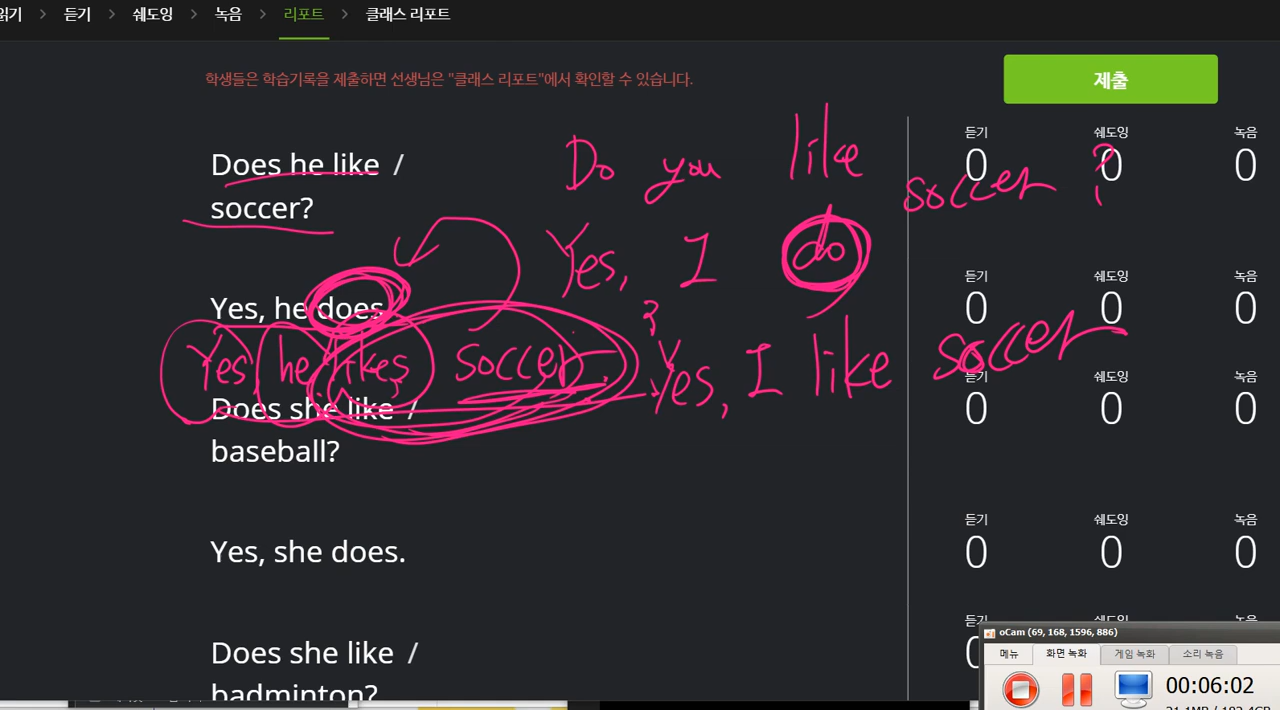 읽기 > 듣기 > 쉐도잉 > 녹음 > 리포트 > 클래스 리포트
학생들은 학습기록을 제출하면 선생님은 "클래스 리포트"에서 확인할 수 있습니다.
제출
Does he like /
soccer?
Do you like
soccer ?
듣기 쉐도잉 녹음
0 0 0
Yes, he does.
Yes, I do
듣기 쉐도잉 녹음
0 0 0
Yes, he likes soccer.
Yes, I like soccer
Does she like /
baseball?
듣기 쉐도잉 녹음
0 0 0
Yes, she does.
듣기 쉐도잉 녹음
0 0 0
Does she like /
badminton?
듣기
0
oCam (69, 168, 1596, 886)
메뉴 화면 녹화 게임 녹화 소리 녹음
00:06:02